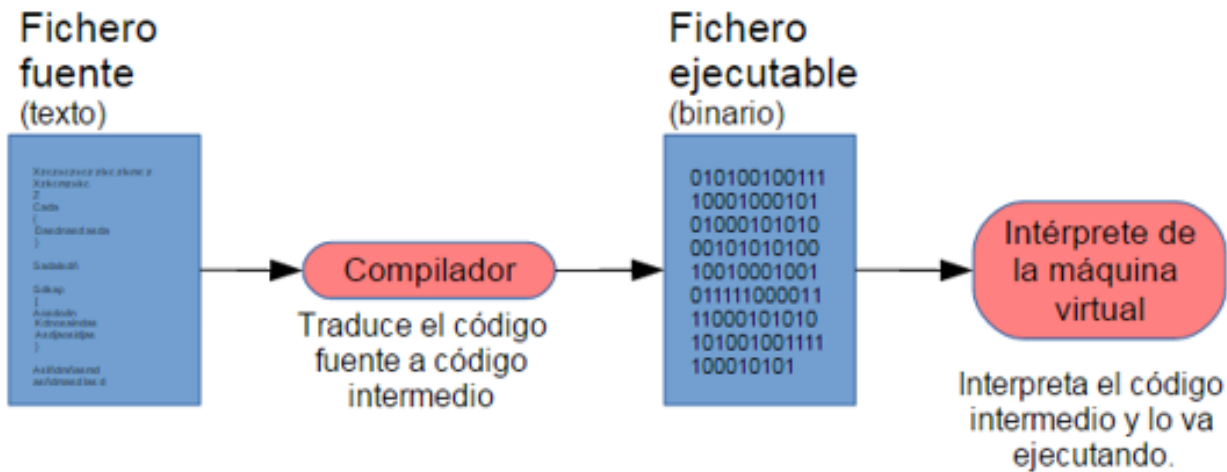 Fichero
fuente
(texto)
Fichero
ejecutable
(binario)
Z
Cada
{
}
}
010100100111
10001000101
01000101010
00101010100
10010001001
011111000011
11000101010
101001001111
100010101
Compilador
Traduce el código
fuente a código
intermedio
Intérprete de
la máquina
virtual
Interpreta el código
intermedio y lo va
ejecutando.